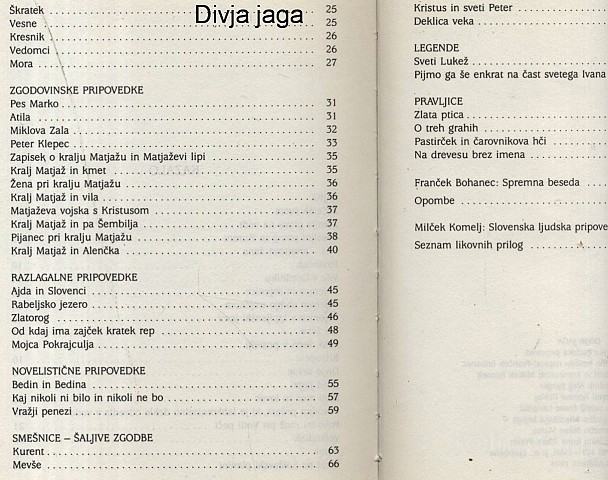 Divja jaga
Škratek 25
Vesne 25
Kresnik 26
Vedomci 26
Mora 27
ZGODOVINSKE PRIPOVEDKE
Pes Marko 31
Atila 31
Miklova Zala 32
Peter Klepec 33
Zapisek o kralju Matjažu in Matjaževi lipi 35
Kralj Matjaž in kmet 35
Žena pri kralju Matjažu 36
Kralj Matjaž in vila 36
Matjaževa vojska s Kristusom 37
Kralj Matjaž in pa Šembilja 37
Pijanec pri kralju Matjažu 38
Kralj Matjaž in Alenčka 40
RAZLAGALNE PRIPOVEDKE
Ajda in Slovenci 45
Rabeljsko jezero 45
Zlatorog 46
Od kdaj ima zajček kratek rep 48
Mojca Pokrajculja 49
NOVELISTIČNE PRIPOVEDKE
Bedin in Bedina 55
Kaj nikoli ni bilo in nikoli ne bo 57
Vražji penezi 59
SMEŠNICE – ŠALJIVE ZGODBE
Kurent 63
Mevše 66
Kristus in sveti Peter
Deklica veka
LEGENDE
Sveti Lukež
Pijmo ga še enkrat na čast svetega Ivana
PRAVLJICE
Zlata ptica
O treh grahih
Pastirček in čarovnikova hči
Na drevesu brez imena
Franček Bohanec: Spremna beseda
Opombe
Milček Komelj: Slovenska ljudska pripove
Seznam likovnih prilog